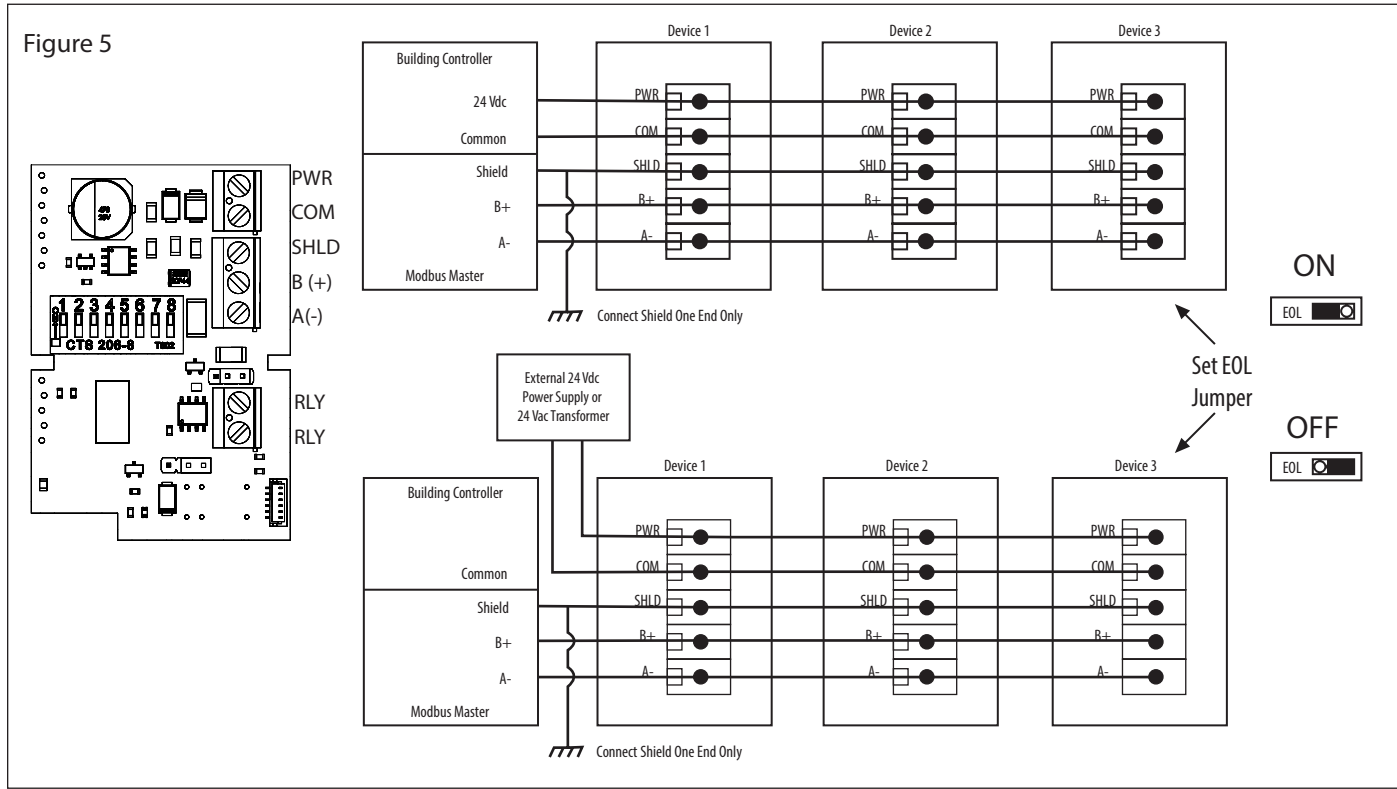 Figure 5
PWR
COM
SHLD
B (+)
A(-)
1 2 3 4 5 6 7 8
CTS 206-8
RLY
RLY
Building Controller
24 Vdc
Common
Shield
B+
A-
Modbus Master
Device 1
PWR
COM
SHLD
B+
A-
Device 2
PWR
COM
SHLD
B+
A-
Device 3
PWR
COM
SHLD
B+
A-
Connect Shield One End Only
ON
EOL
Set EOL
Jumper
OFF
EOL
External 24 Vdc
Power Supply or
24 Vac Transformer
Building Controller
Common
Shield
B+
A-
Modbus Master
Device 1
PWR
COM
SHLD
B+
A-
Device 2
PWR
COM
SHLD
B+
A-
Device 3
PWR
COM
SHLD
B+
A-
Connect Shield One End Only